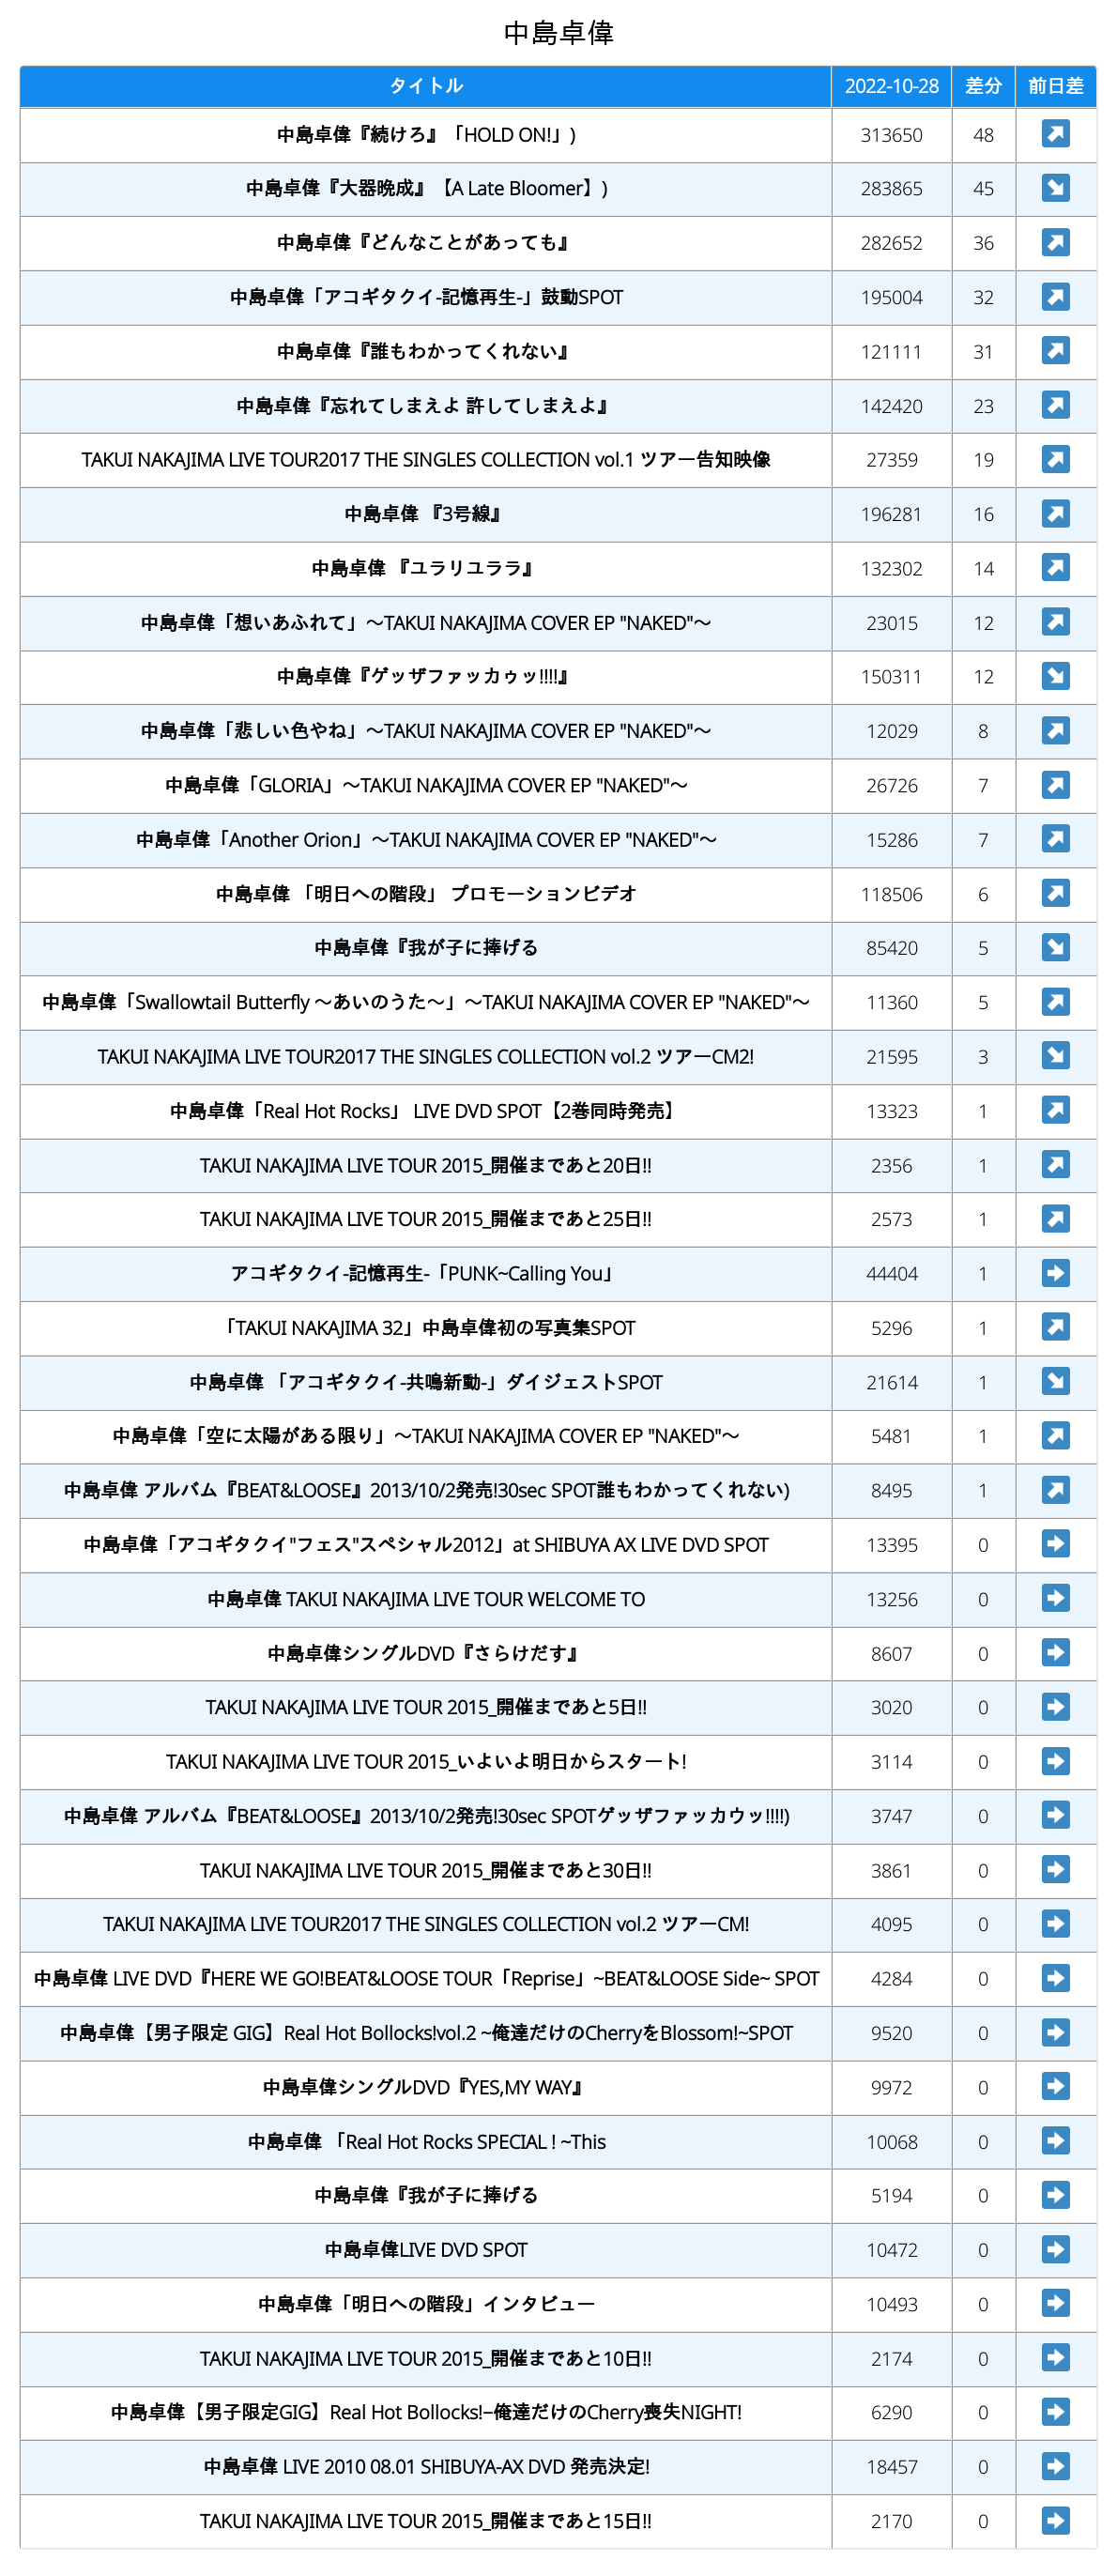 中島卓偉
タイトル 2022-10-28 差分 前日差
中島卓偉『続けろ』「HOLD ON!」) 313650 48
中島卓偉『大器晩成』【A Late Bloomer】) 283865 45
中島卓偉『どんなことがあっても』 282652 36
中島卓偉「アコギタクイ-記憶再生-」鼓動SPOT 195004 32
中島卓偉『誰もわかってくれない』 121111 31
中島卓偉『忘れてしまえよ 許してしまえよ』 142420 23
TAKUI NAKAJIMA LIVE TOUR2017 THE SINGLES COLLECTION vol.1 ツアー告知映像 27359 19
中島卓偉 『3号線』 196281 16
中島卓偉 『ユラリユララ』 132302 14
中島卓偉「想いあふれて」～TAKUI NAKAJIMA COVER EP "NAKED"～ 23015 12
中島卓偉『ゲッザファッカゥッ!!!!』 150311 12
中島卓偉「悲しい色やね」～TAKUI NAKAJIMA COVER EP "NAKED"～ 12029 8
中島卓偉「GLORIA」～TAKUI NAKAJIMA COVER EP "NAKED"～ 26726 7
中島卓偉「Another Orion」～TAKUI NAKAJIMA COVER EP "NAKED"～ 15286 7
中島卓偉 「明日への階段」 プロモーションビデオ 118506 6
中島卓偉『我が子に捧げる 85420 5
中島卓偉「Swallowtail Butterfly ～あいのうた～」～TAKUI NAKAJIMA COVER EP "NAKED"～ 11360 5
TAKUI NAKAJIMA LIVE TOUR2017 THE SINGLES COLLECTION vol.2 ツアーCM2! 21595 3
中島卓偉「Real Hot Rocks」 LIVE DVD SPOT【2巻同時発売】 13323 1
TAKUI NAKAJIMA LIVE TOUR 2015_開催まであと20日!! 2356 1
TAKUI NAKAJIMA LIVE TOUR 2015_開催まであと25日!! 2573 1
アコギタクイ-記憶再生-「PUNK~Calling You」 44404 1
「TAKUI NAKAJIMA 32」中島卓偉初の写真集SPOT 5296 1
中島卓偉 「アコギタクイ-共鳴新動-」ダイジェストSPOT 21614 1
中島卓偉「空に太陽がある限り」～TAKUI NAKAJIMA COVER EP "NAKED"～ 5481 1
中島卓偉 アルバム『BEAT&LOOSE』2013/10/2発売!30sec SPOT誰もわかってくれない) 8495 1
中島卓偉「アコギタクイ"フェス"スペシャル2012」at SHIBUYA AX LIVE DVD SPOT 13395 0
中島卓偉 TAKUI NAKAJIMA LIVE TOUR WELCOME TO 13256 0
中島卓偉シングルDVD『さらけだす』 8607 0
TAKUI NAKAJIMA LIVE TOUR 2015_開催まであと5日!! 3020 0
TAKUI NAKAJIMA LIVE TOUR 2015_いよいよ明日からスタート! 3114 0
中島卓偉 アルバム『BEAT&LOOSE』2013/10/2発売!30sec SPOTゲッザファッカウッ!!!!) 3747 0
TAKUI NAKAJIMA LIVE TOUR 2015_開催まであと30日!! 3861 0
TAKUI NAKAJIMA LIVE TOUR2017 THE SINGLES COLLECTION vol.2 ツアーCM! 4095 0
中島卓偉 LIVE DVD『HERE WE GO!BEAT&LOOSE TOUR「Reprise」~BEAT&LOOSE Side~ SPOT 4284 0
中島卓偉【男子限定 GIG】Real Hot Bollocks!vol.2 ~俺達だけのCherryをBlossom!~SPOT 9520 0
中島卓偉シングルDVD『YES,MY WAY』 9972 0
中島卓偉 「Real Hot Rocks SPECIAL ! ~This 10068 0
中島卓偉『我が子に捧げる 5194 0
中島卓偉LIVE DVD SPOT 10472 0
中島卓偉「明日への階段」インタビュー 10493 0
TAKUI NAKAJIMA LIVE TOUR 2015_開催まであと10日!! 2174 0
中島卓偉【男子限定GIG】Real Hot Bollocks!−俺達だけのCherry喪失NIGHT! 6290 0
中島卓偉 LIVE 2010 08.01 SHIBUYA-AX DVD 発売決定! 18457 0
TAKUI NAKAJIMA LIVE TOUR 2015_開催まであと15日!! 2170 0